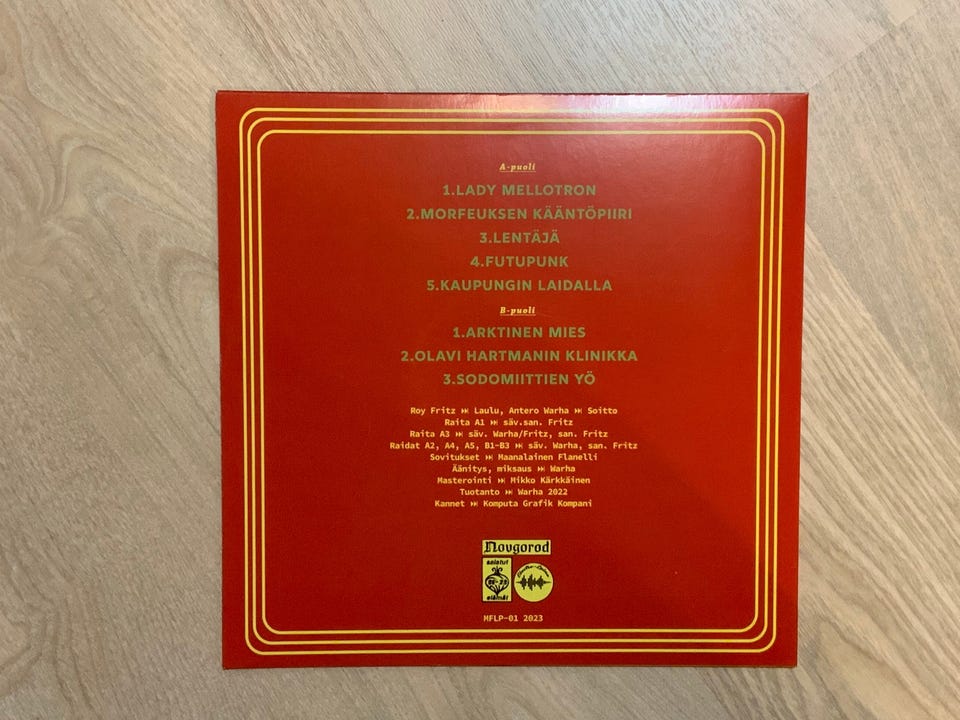 A-puoli
1.LADY MELLOTRON
2.MORFEUKSEN KÄÄNTÖPIIRI
3.LENTÄJÄ
4.FUTUPUNK
5.KAUPUNGIN LAIDALLA
B-puoli
1.ARKTINEN MIES
2.OLAVI HARTMANIN KLINIKKA
3.SODOMIITTIEN YÖ
Roy Fritz ⏭ Laulu, Antero Warha ⏭ Soitto
Raita A1 ⏭ säv.san. Fritz
Raita A3 ⏭ säv. Warha/Fritz, san. Fritz
Raidat A2, A4, A5, B1-B3 ⏭ säv. Warha, san. Fritz
Sovitukset ⏭ Maanalainen Flanelli
Äänitys, miksaus ⏭ Warha
Masterointi ⏭ Mikko Kärkkäinen
Tuotanto ⏭ Warha 2022
Kannet ⏭ Komputa Grafik Kompani
Novgorod
salatut
elämät
MFLP-01 2023